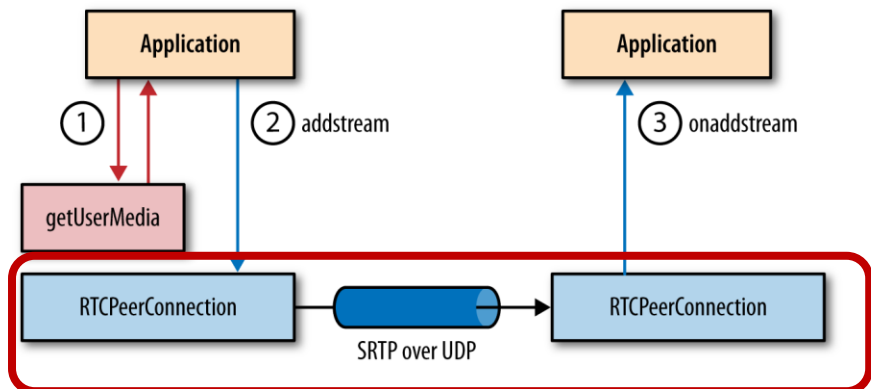 Application
Application
1
2 addstream
3 onaddstream
getUserMedia
RTCPeerConnection
RTCPeerConnection
SRTP over UDP